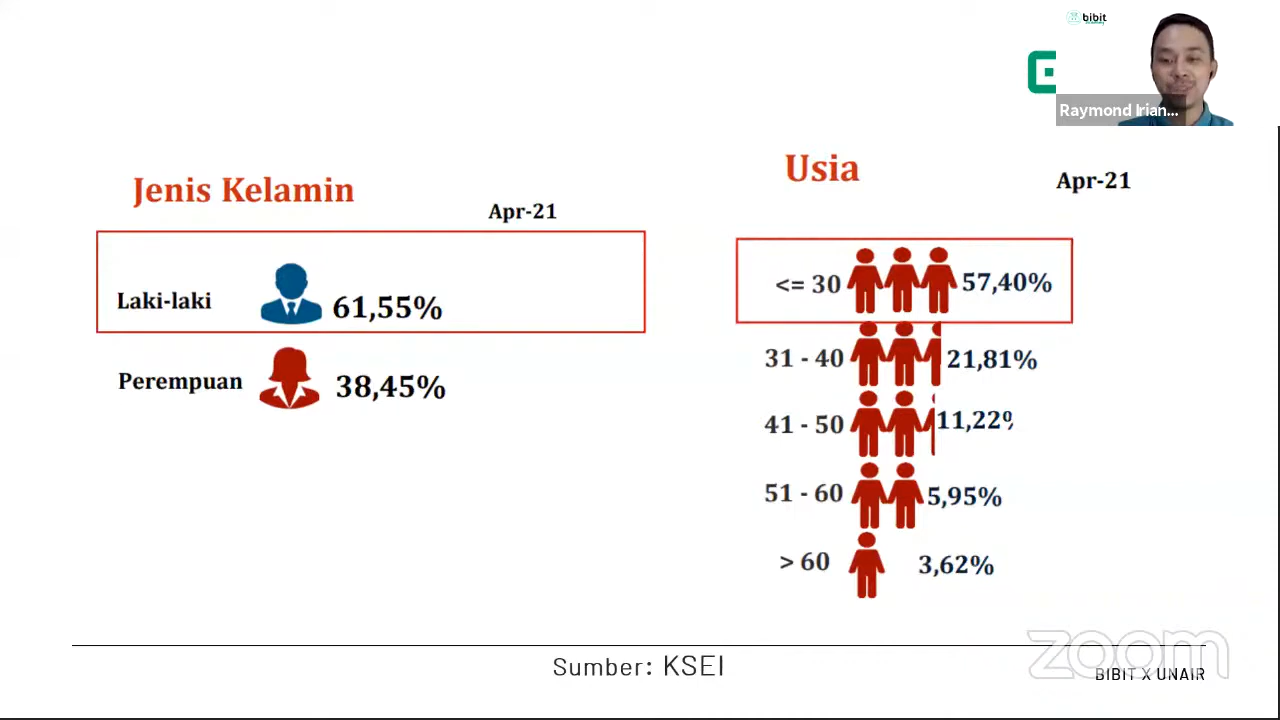 bibit
Raymond Irian...
Jenis Kelamin
Apr-21
Laki-laki 61,55%
Perempuan 38,45%
Usia
Apr-21
<= 30 57,40%
31 - 40 21,81%
41 - 50 11,22%
51 - 60 5,95%
> 60 3,62%
Sumber: KSEI
zoom
BIBIT X UNAIR